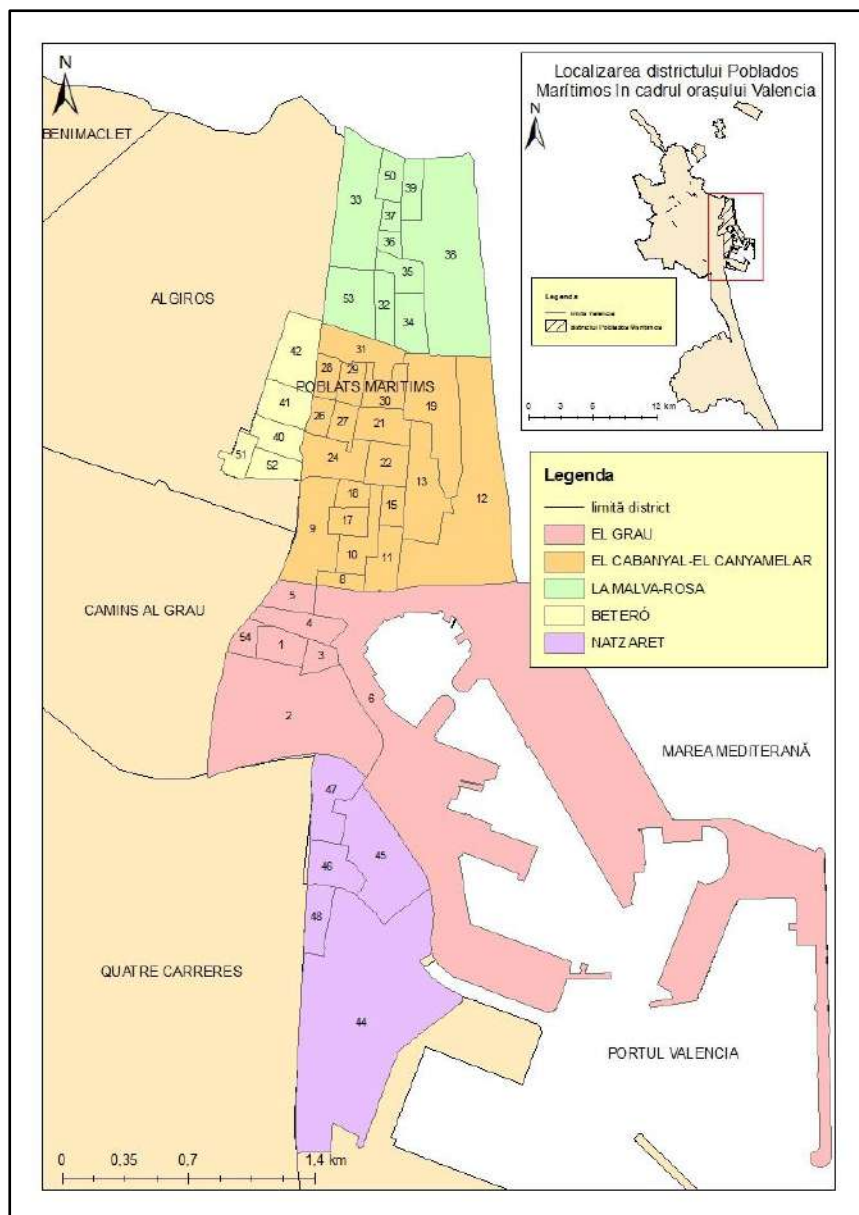 N
BENIMACLET
Localizarea districtului Poblados
Marítimos în cadrul orașului Valencia
N
Legenda
limită Valencia
districtul Poblados Marítimos
0 3 6 12 km
50
39
33
37
36
38
35
53
32
34
ALGIROS
42
31
28
29
POBLATS MARITIMS
30
19
41
26
27
21
40
51
52
24
22
13
12
18
15
17
9
10
11
8
Legenda
limită district
EL GRAU
EL CABANYAL-EL CANYAMELAR
LA MALVA-ROSA
BETERÓ
NATZARET
CAMINS AL GRAU
5
4
54
1
3
6
2
MAREA MEDITERANĂ
47
45
46
48
QUATRE CARRERES
44
PORTUL VALENCIA
0 0,35 0,7 1,4 km